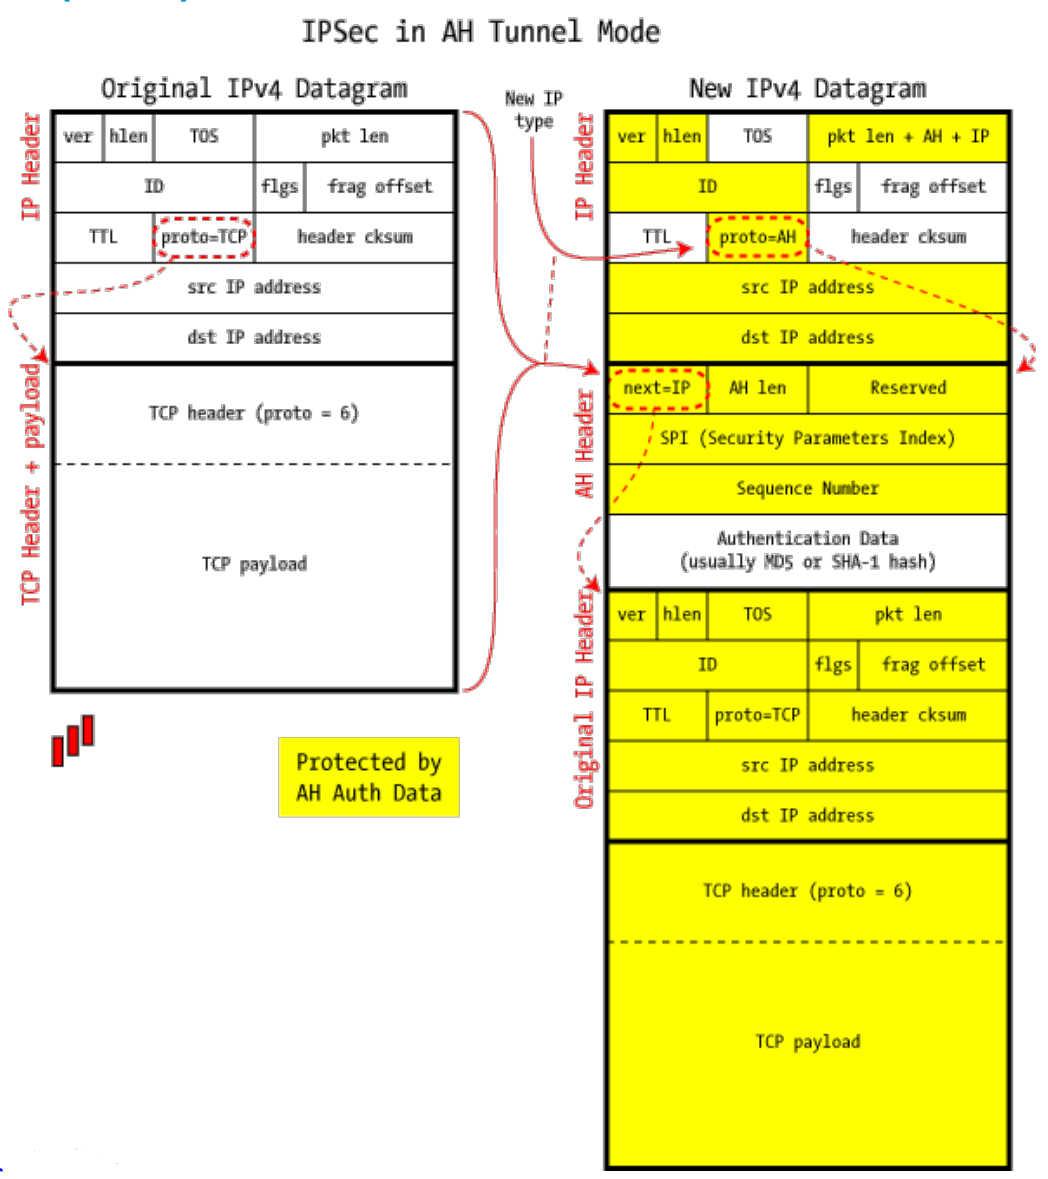 IPSec in AH Tunnel Mode
Original IPv4 Datagram
IP Header
ver hlen TOS pkt len
ID flgs frag offset
TTL proto=TCP header cksum
src IP address
dst IP address
TCP Header + payload
TCP header (proto = 6)
TCP payload
Protected by
AH Auth Data
New IP
type
New IPv4 Datagram
IP Header
ver hlen TOS pkt len + AH + IP
ID flgs frag offset
TTL proto=AH header cksum
src IP address
dst IP address
AH Header
next=IP AH len Reserved
SPI (Security Parameters Index)
Sequence Number
Authentication Data
(usually MD5 or SHA-1 hash)
Original IP Header
ver hlen TOS pkt len
ID flgs frag offset
TTL proto=TCP header cksum
src IP address
dst IP address
TCP header (proto = 6)
TCP payload